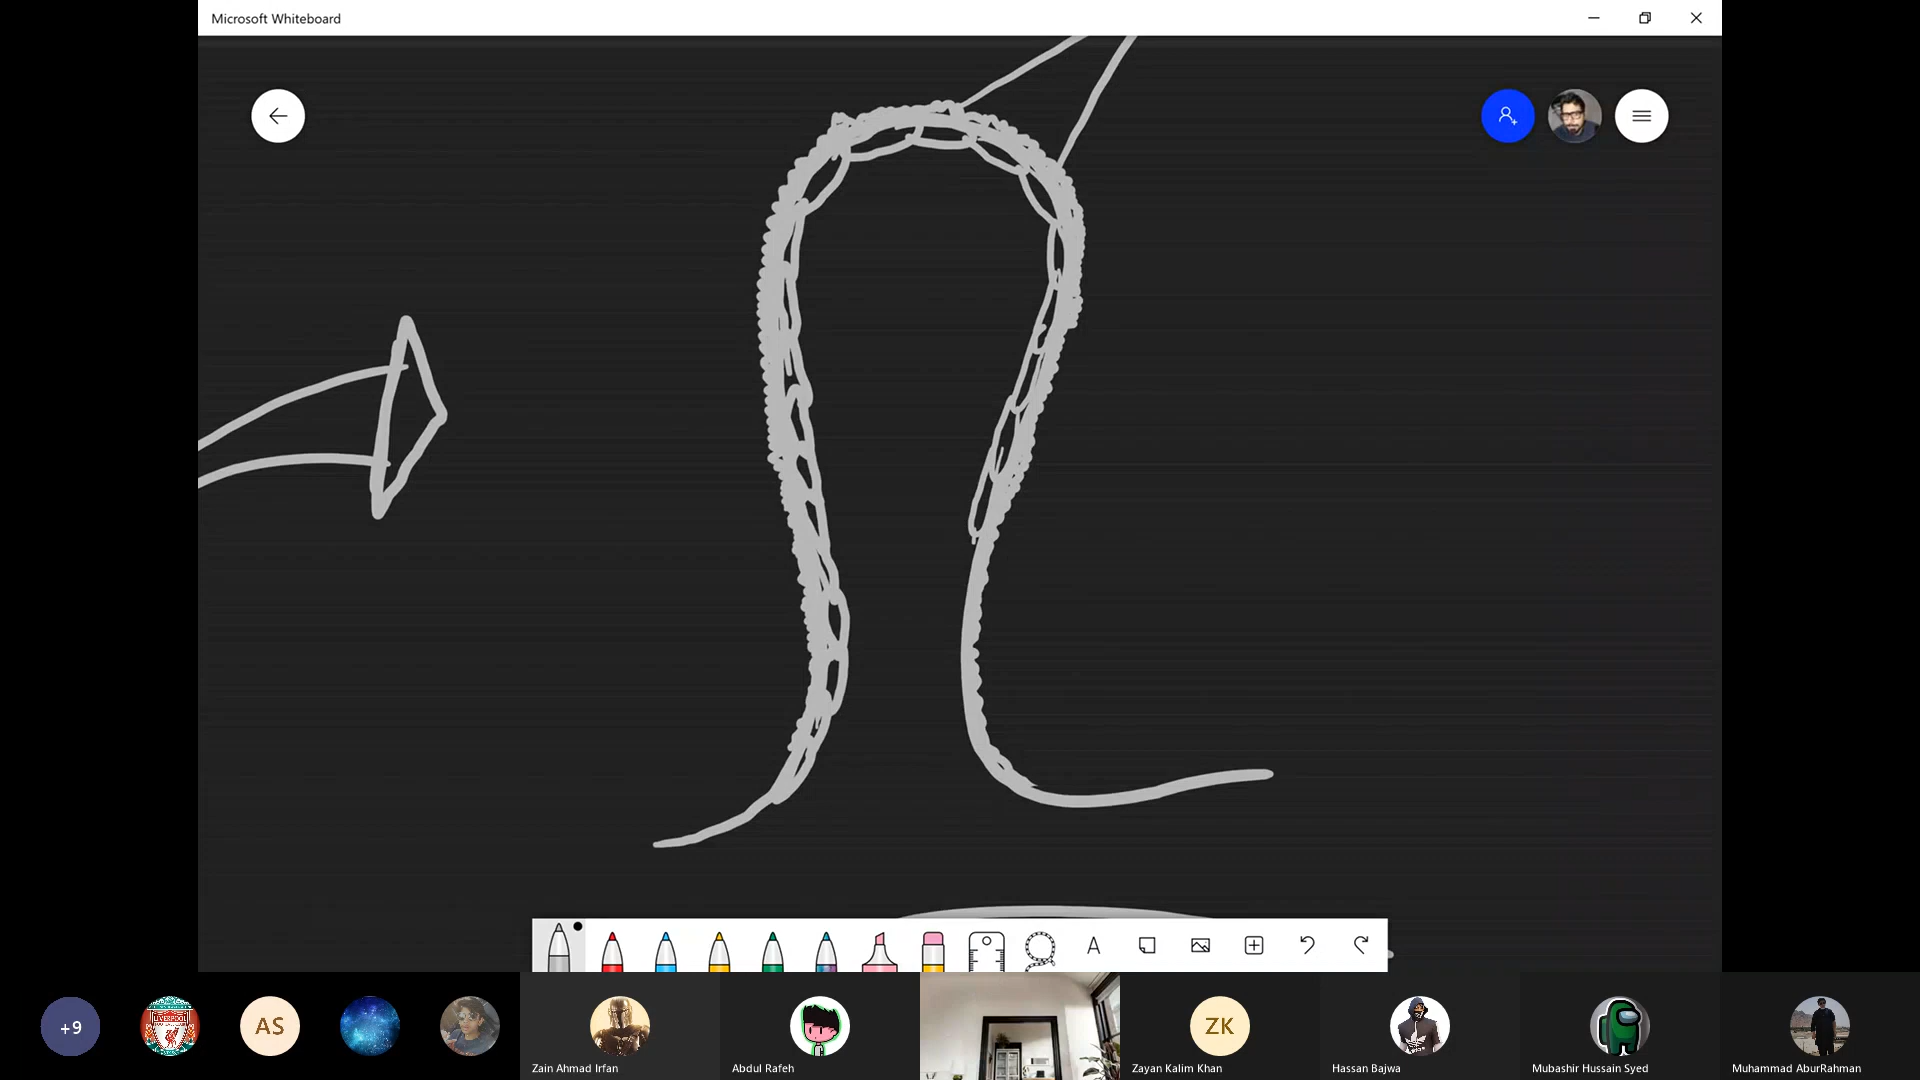 Microsoft Whiteboard
A
+9
LIVERPOOL
AS
ZK
Zain Ahmad Irfan
Abdul Rafeh
Zayan Kalim Khan
Hassan Bajwa
Mubashir Hussain Syed
Muhammad AburRahman